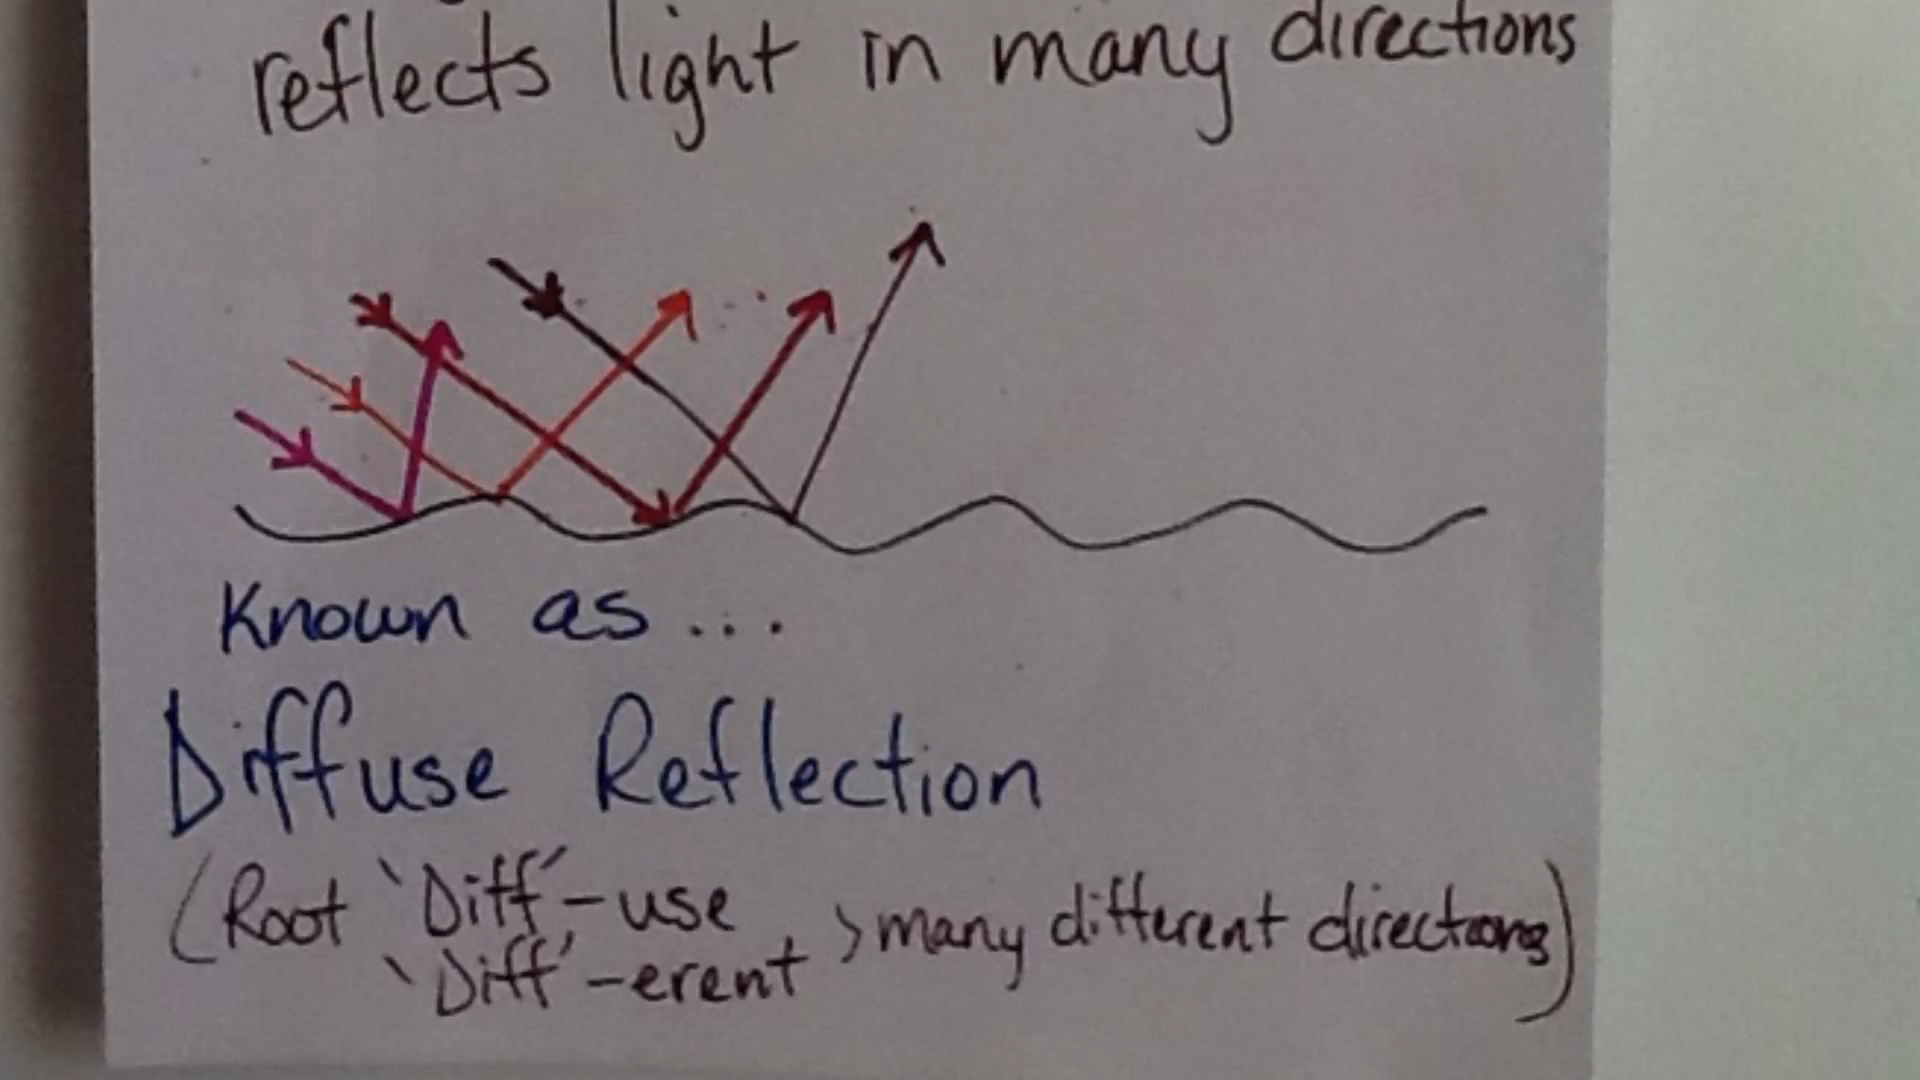 reflects light in many directions
Known as...
Diffuse Reflection
(Root 'Diff'-use
'Diff'-erent > many different directions)